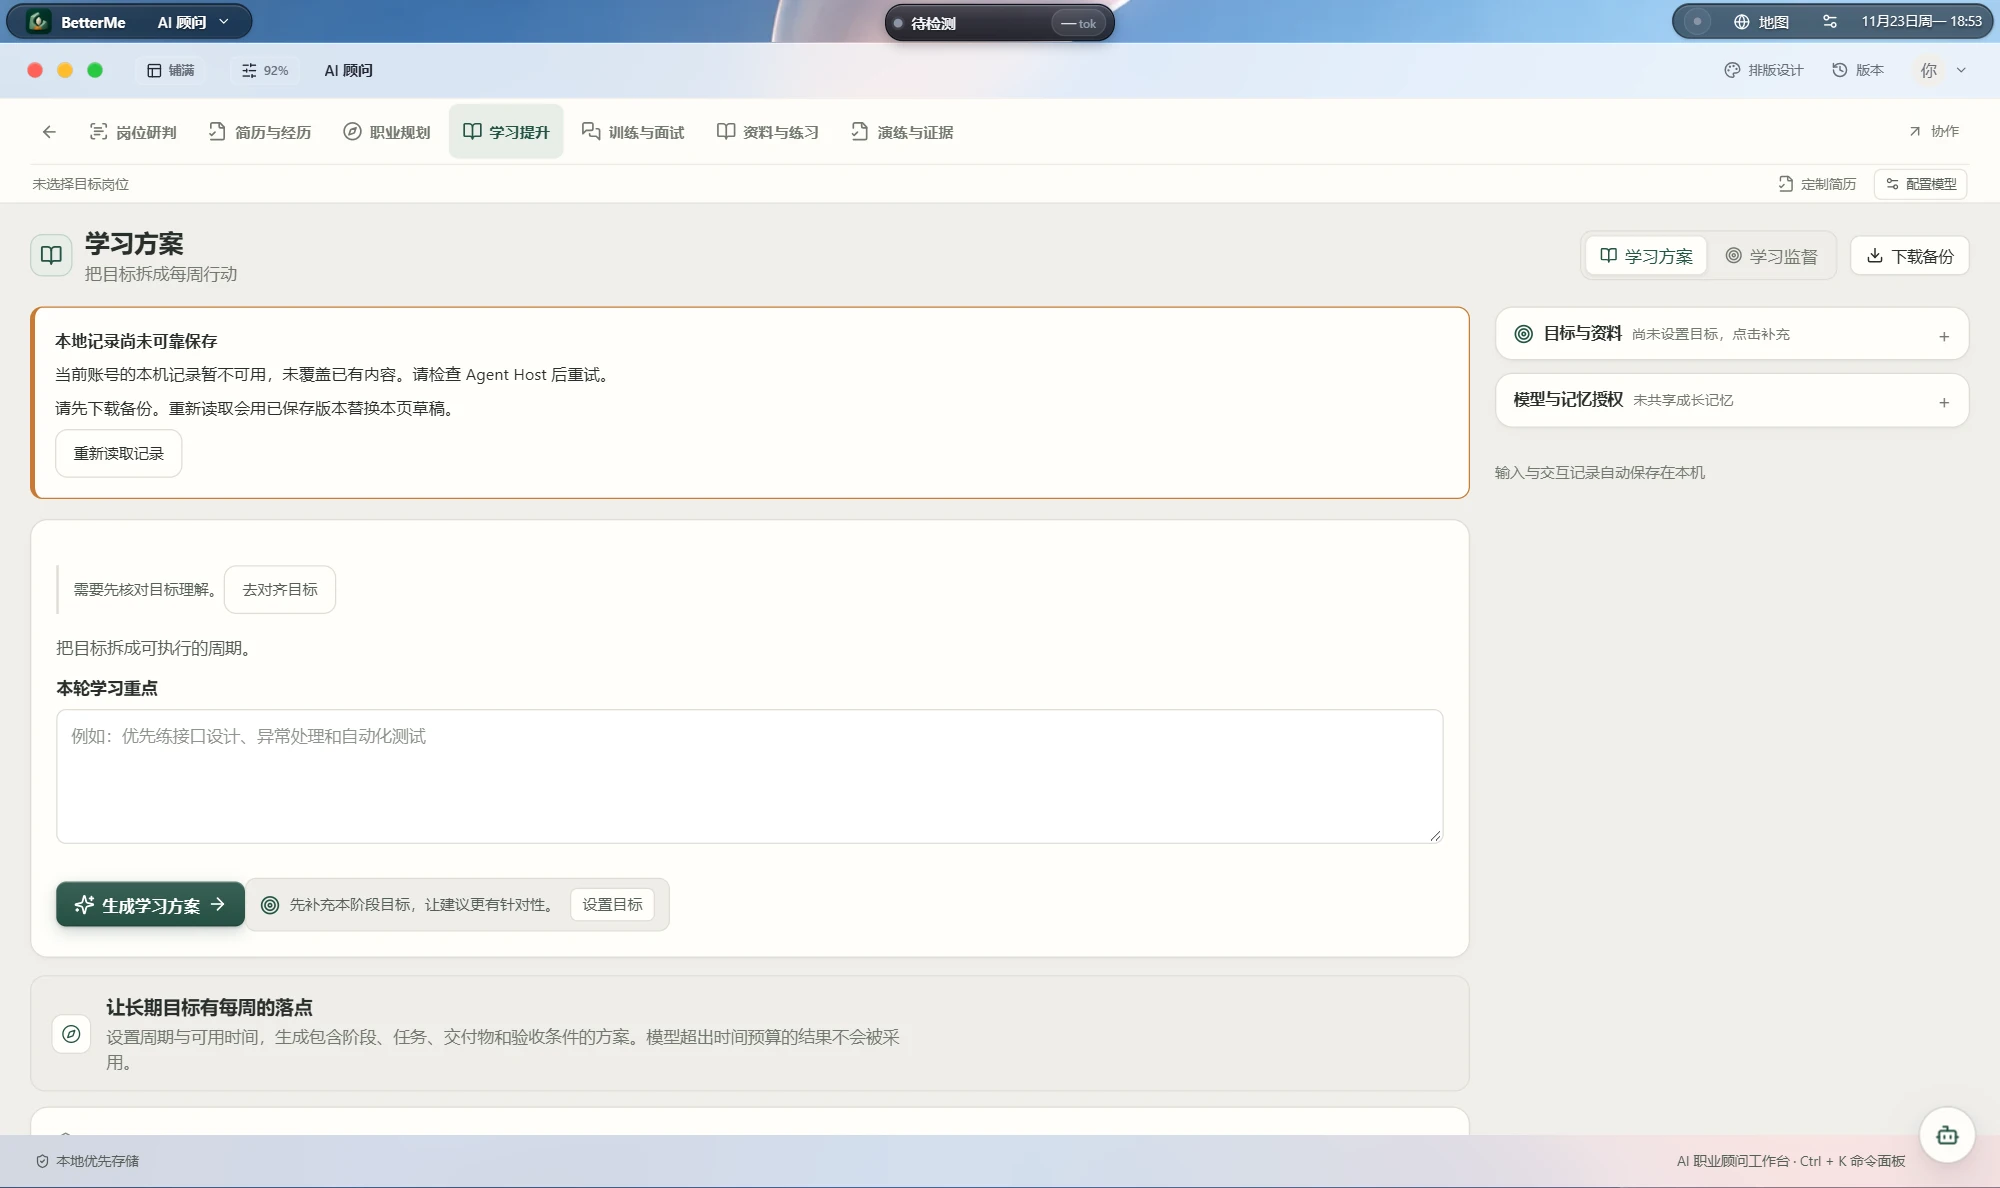 BetterMe AI 顾问
待检测 — tok
地图 11月23日周一 18:53
铺满 92% AI 顾问
排版设计 版本 你
岗位研判 简历与经历 职业规划 学习提升 训练与面试 资料与练习 演练与证据
协作
未选择目标岗位
定制简历 配置模型
学习方案
把目标拆成每周行动
学习方案 学习监督 下载备份
本地记录尚未可靠保存
当前账号的本机记录暂不可用，未覆盖已有内容。请检查 Agent Host 后重试。
请先下载备份。重新读取会用已保存版本替换本页草稿。
重新读取记录
目标与资料 尚未设置目标，点击补充 +
模型与记忆授权 未共享成长记忆 +
输入与交互记录自动保存在本机
需要先核对目标理解。 去对齐目标
把目标拆成可执行的周期。
本轮学习重点
例如：优先练接口设计、异常处理和自动化测试
生成学习方案 →
先补充本阶段目标，让建议更有针对性。 设置目标
让长期目标有每周的落点
设置周期与可用时间，生成包含阶段、任务、交付物和验收条件的方案。模型超出时间预算的结果不会被采
用。
本地优先存储
AI 职业顾问工作台 · Ctrl + K 命令面板